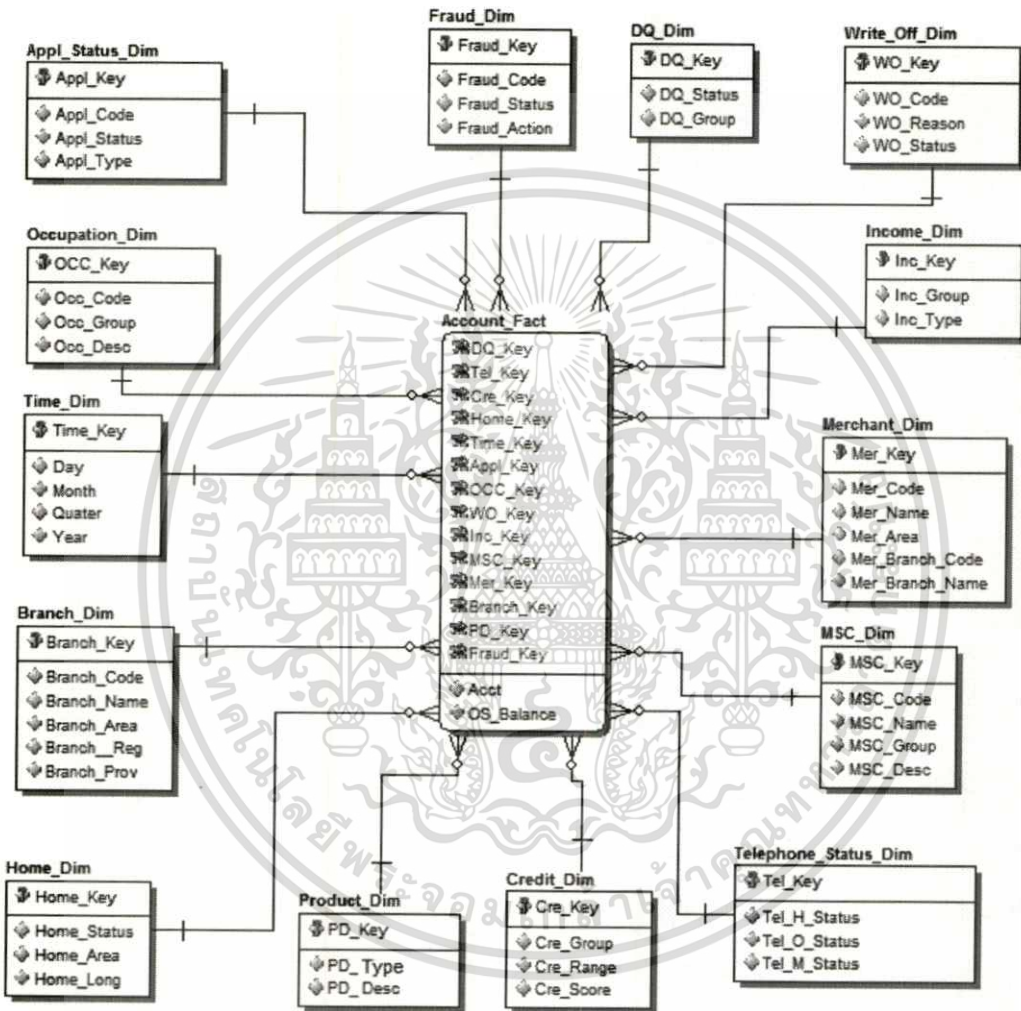 Fraud_Dim
Fraud_Key
Fraud_Code
Fraud_Status
Fraud_Action
DQ_Dim
DQ_Key
DQ_Status
DQ_Group
Write_Off_Dim
WO_Key
WO_Code
WO_Reason
WO_Status
Appl_Status_Dim
Appl_Key
Appl_Code
Appl_Status
Appl_Type
Occupation_Dim
OCC_Key
Occ_Code
Occ_Group
Occ_Desc
Income_Dim
Inc_Key
Inc_Group
Inc_Type
Account_Fact
DQ_Key
Tel_Key
Cre_Key
Home_Key
Time_Key
Appl_Key
OCC_Key
WO_Key
Inc_Key
MSC_Key
Mer_Key
Branch_Key
PD_Key
Fraud_Key
Acct
OS_Balance
Time_Dim
Time_Key
Day
Month
Quater
Year
Merchant_Dim
Mer_Key
Mer_Code
Mer_Name
Mer_Area
Mer_Branch_Code
Mer_Branch_Name
Branch_Dim
Branch_Key
Branch_Code
Branch_Name
Branch_Area
Branch__Reg
Branch_Prov
MSC_Dim
MSC_Key
MSC_Code
MSC_Name
MSC_Group
MSC_Desc
Home_Dim
Home_Key
Home_Status
Home_Area
Home_Long
Product_Dim
PD_Key
PD_Type
PD_Desc
Credit_Dim
Cre_Key
Cre_Group
Cre_Range
Cre_Score
Telephone_Status_Dim
Tel_Key
Tel_H_Status
Tel_O_Status
Tel_M_Status